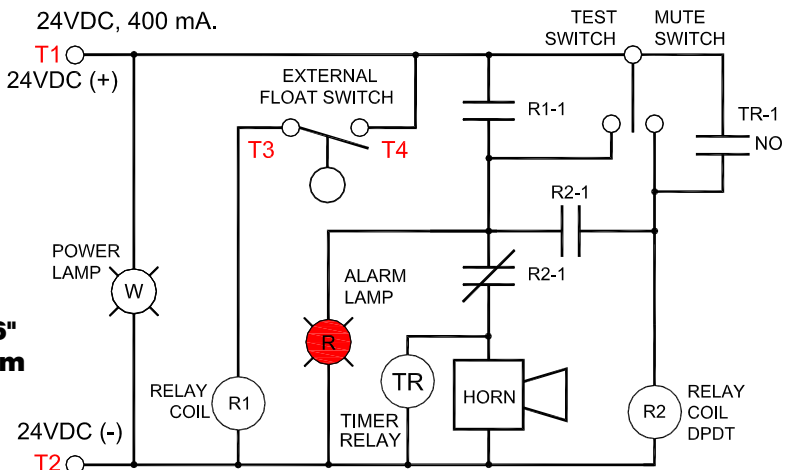 24VDC, 400 mA.
T1
24VDC (+)
TEST
SWITCH
MUTE
SWITCH
EXTERNAL
FLOAT SWITCH
T3
T4
R1-1
TR-1
NO
R2-1
POWER
LAMP
W
ALARM
LAMP
R
R2-1
6"
m
RELAY
COIL
R1
TR
TIMER
RELAY
HORN
R2
RELAY
COIL
DPDT
24VDC (-)
T2